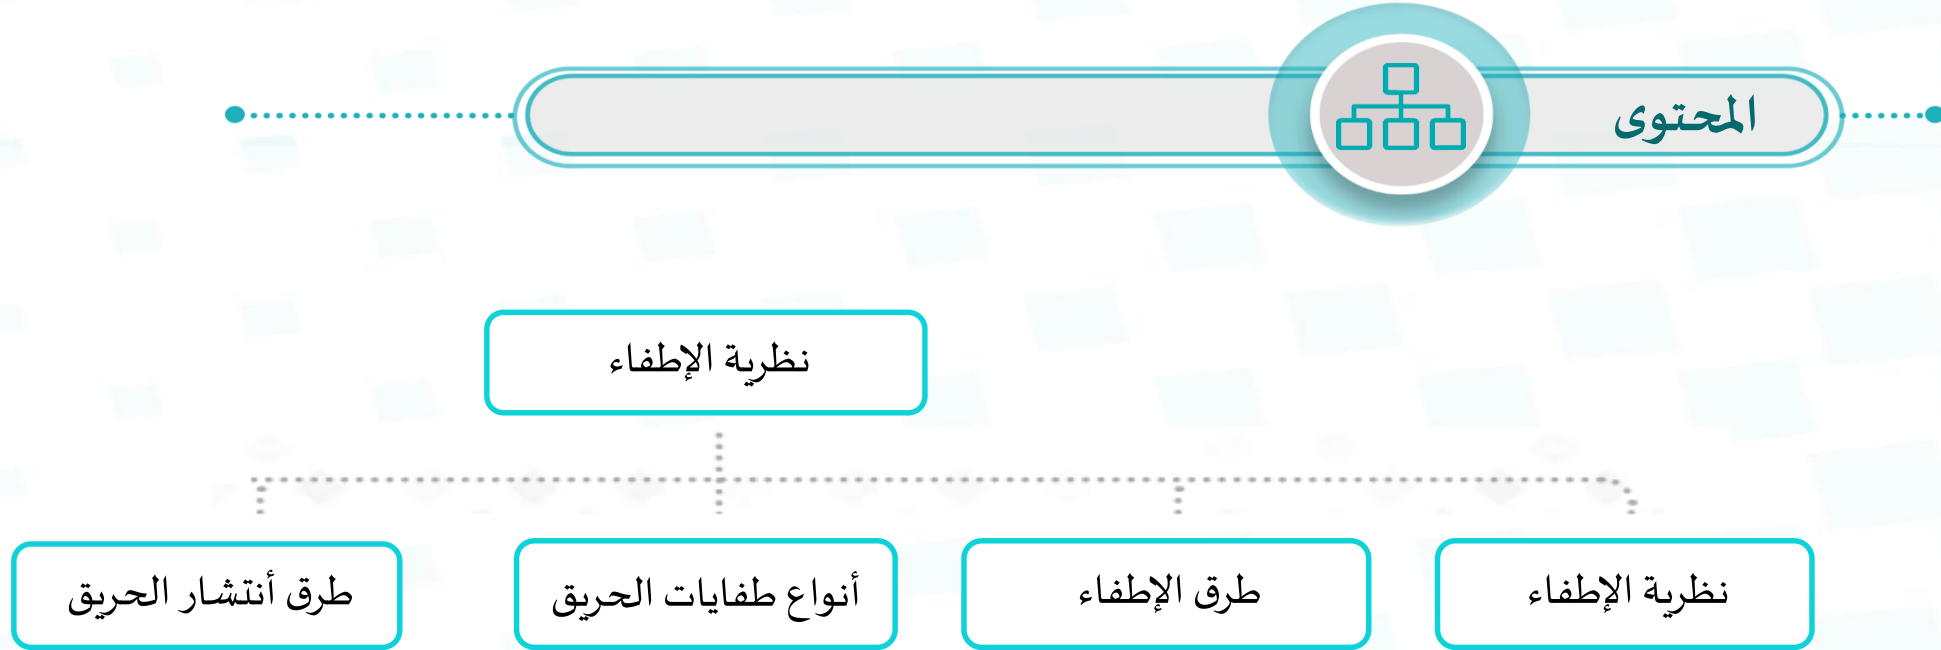 المحتوى
نظرية الإطفاء
نظرية الإطفاء
طرق الإطفاء
أنواع طفايات الحريق
طرق أنتشار الحريق